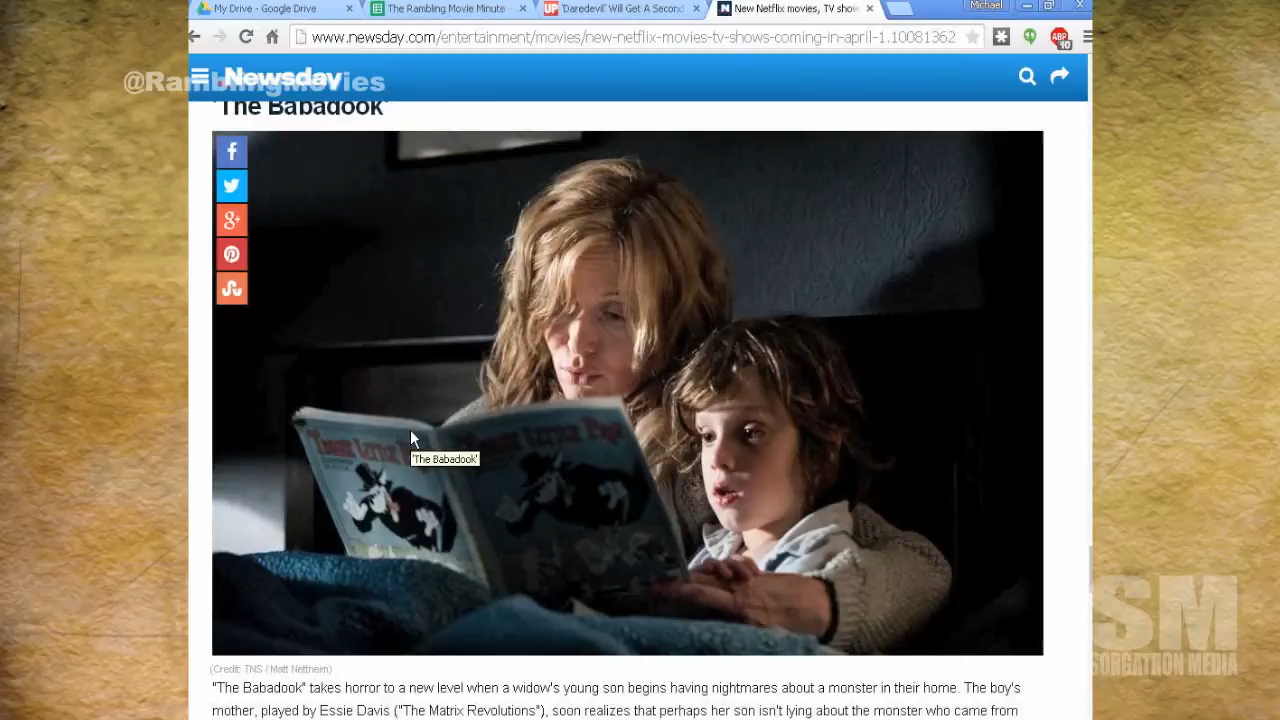 My Drive - Google Drive
The Rambling Movie Minute
'Daredevil' Will Get A Second
New Netflix movies, TV show
Michael
www.newsday.com/entertainment/movies/new-netflix-movies-tv-shows-coming-in-april-1.10081362
ABP
10
@RamblingMovies
Newsday
'The Babadook'
'The Babadook'
SM
SORGATRON MEDIA
(Credit: TNS / Matt Nettheim)
"The Babadook" takes horror to a new level when a widow's young son begins having nightmares about a monster in their home. The boy's
mother, played by Essie Davis ("The Matrix Revolutions"), soon realizes that perhaps her son isn't lying about the monster who came from